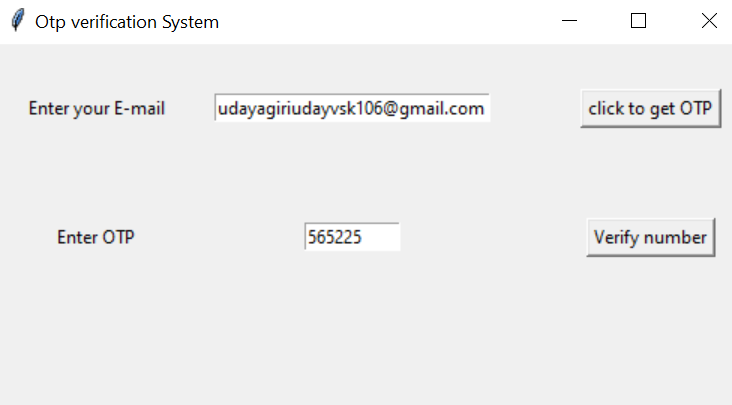 Otp verification System
Enter your E-mail udayagiriudayvsk106@gmail.com click to get OTP
Enter OTP 565225 Verify number